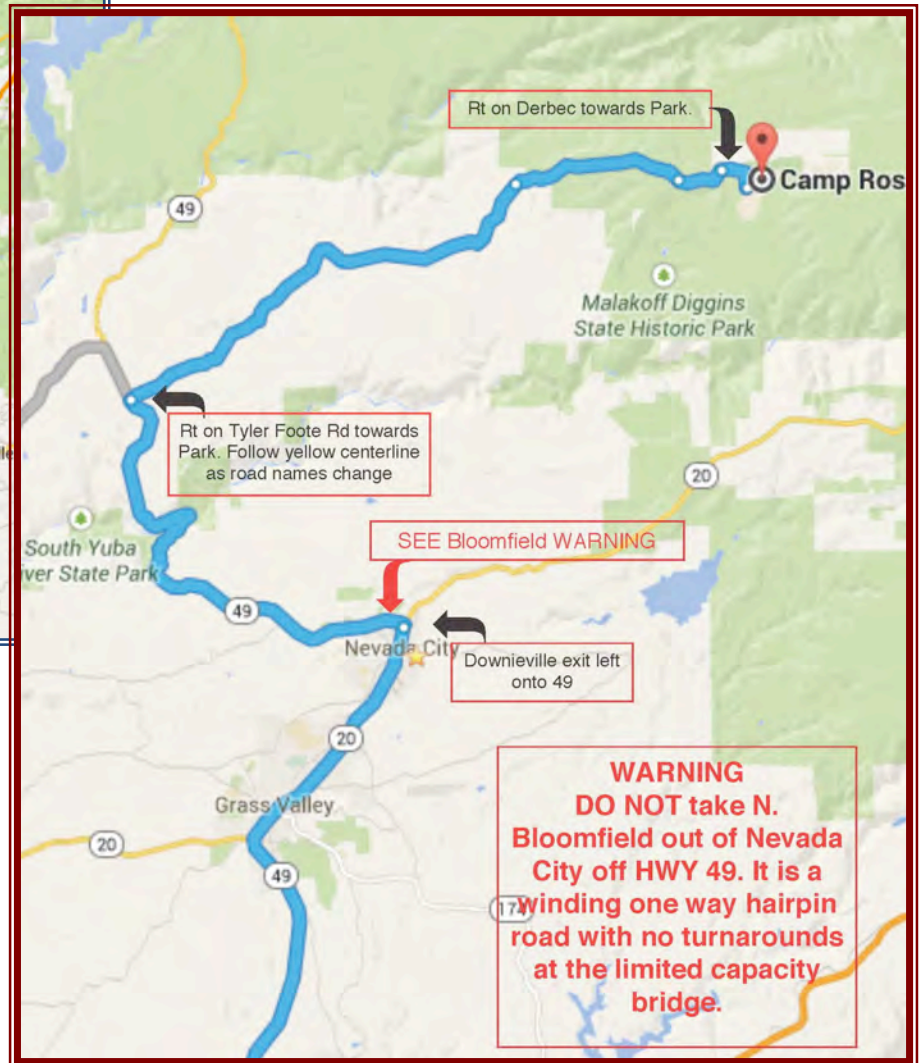 Rt on Derbec towards Park.
Camp Ros
49
Malakoff Diggins
State Historic Park
Rt on Tyler Foote Rd towards
Park. Follow yellow centerline
as road names change
20
SEE Bloomfield WARNING
South Yuba
iver State Park
49
Nevada City
Downieville exit left
onto 49
20
WARNING
DO NOT take N.
Bloomfield out of Nevada
City off HWY 49. It is a
winding one way hairpin
road with no turnarounds
at the limited capacity
bridge.
Grass Valley
20
49
174